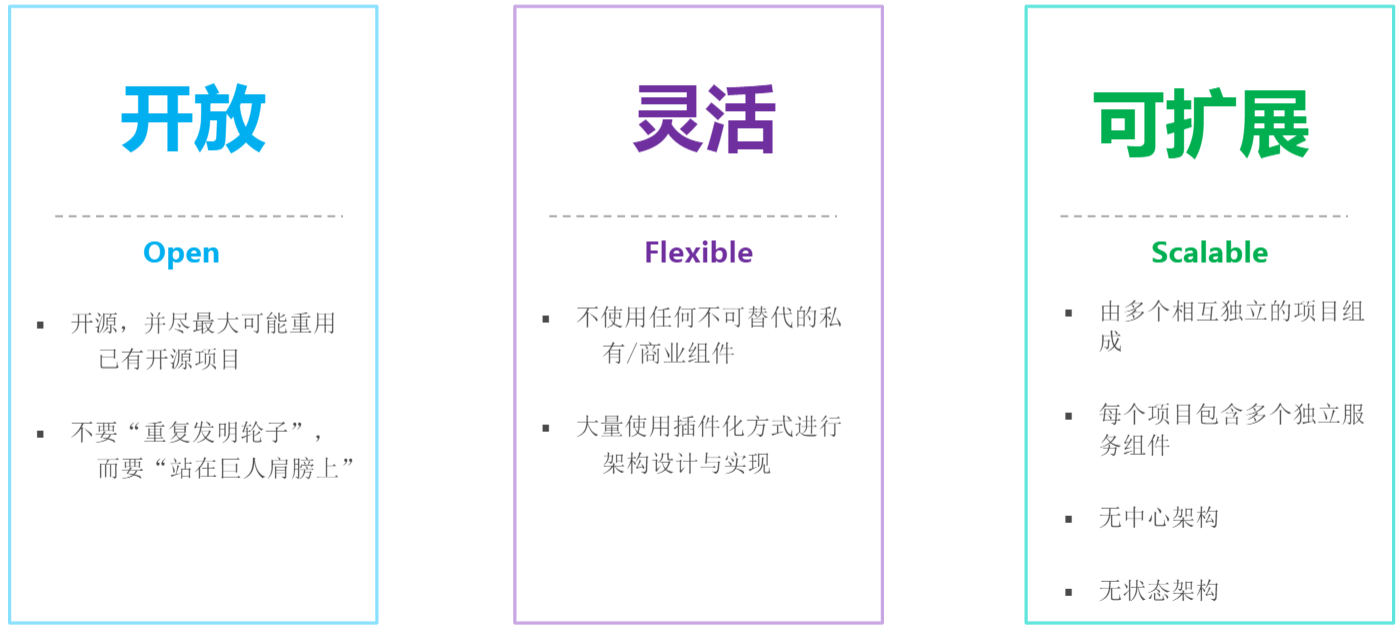 开放
Open
▪ 开源，并尽最大可能重用
已有开源项目
▪ 不要“重复发明轮子”，
而要“站在巨人肩膀上”
灵活
Flexible
▪ 不使用任何不可替代的私
有/商业组件
▪ 大量使用插件化方式进行
架构设计与实现
可扩展
Scalable
▪ 由多个相互独立的项目组
成
▪ 每个项目包含多个独立服
务组件
▪ 无中心架构
▪ 无状态架构